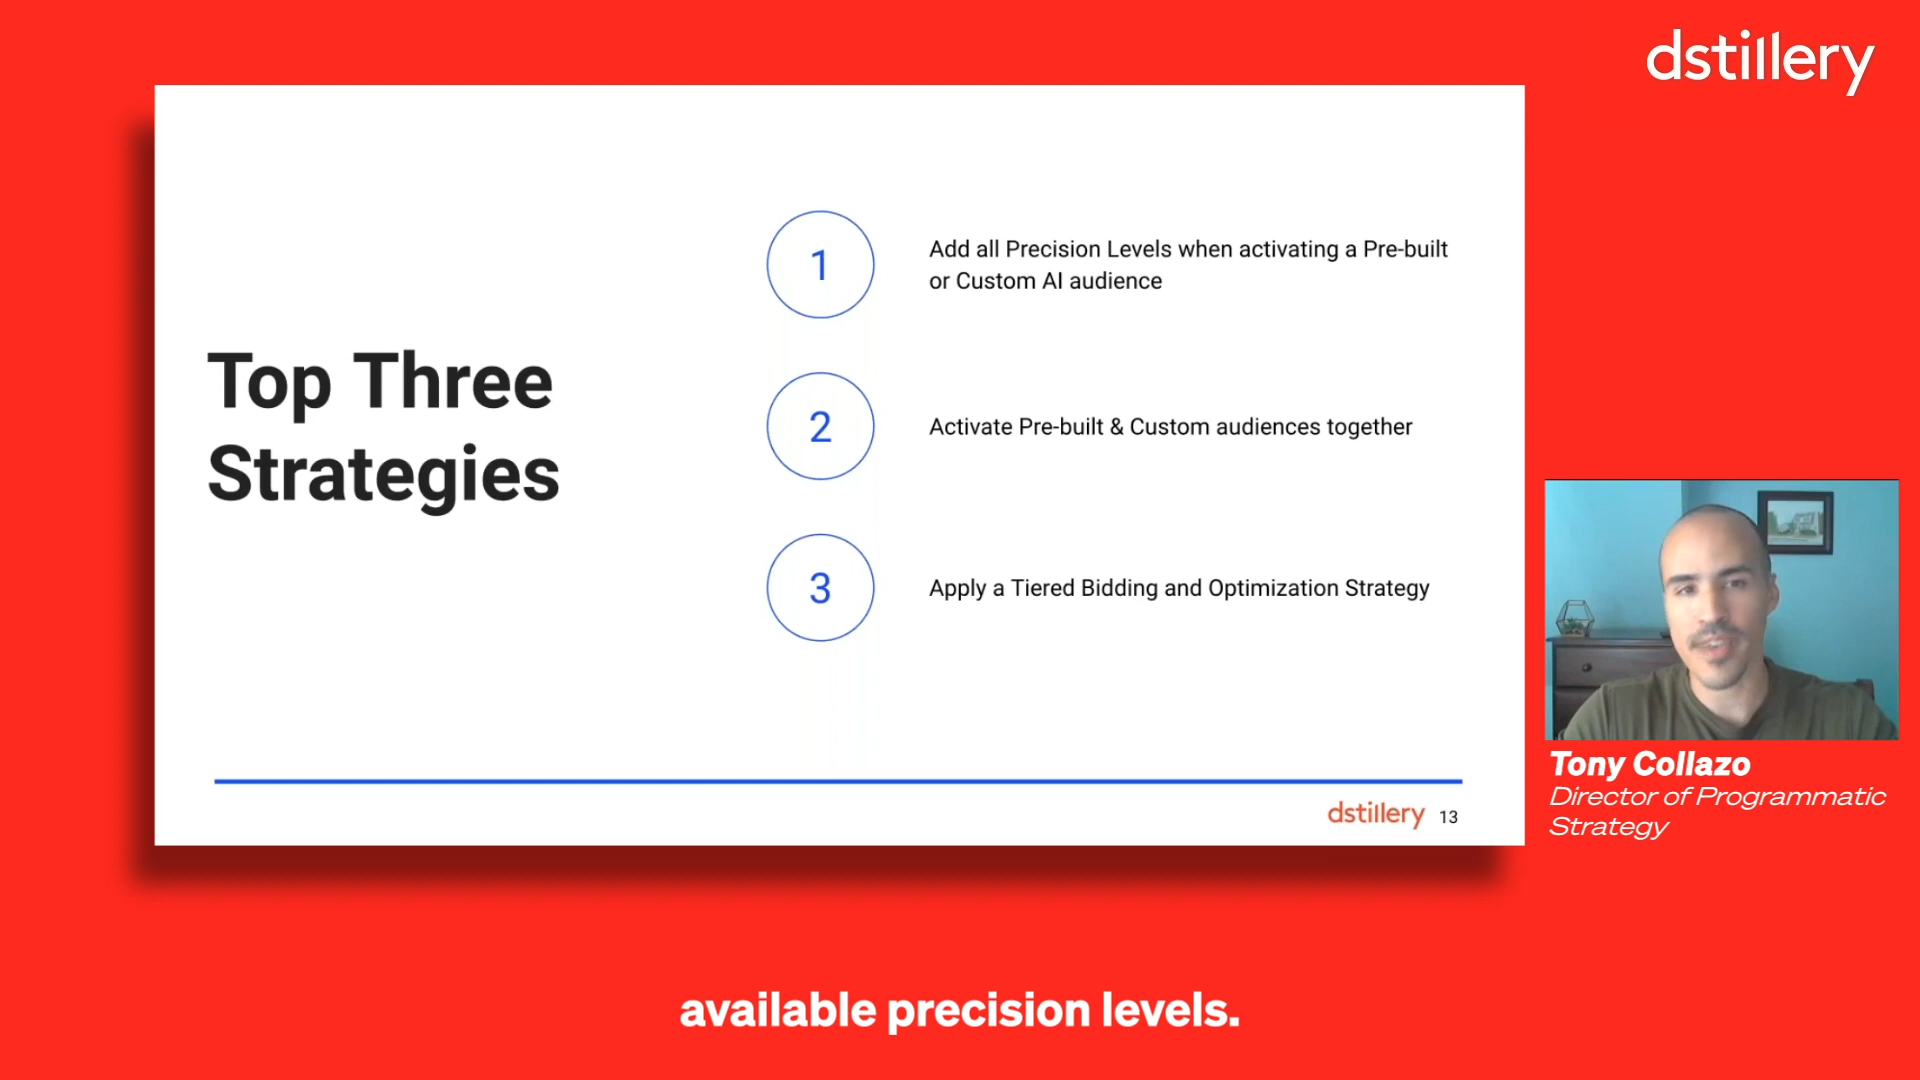 dstillery
Top Three
Strategies
1
Add all Precision Levels when activating a Pre-built
or Custom AI audience
2
Activate Pre-built & Custom audiences together
3
Apply a Tiered Bidding and Optimization Strategy
dstillery 13
Tony Collazo
Director of Programmatic
Strategy
available precision levels.